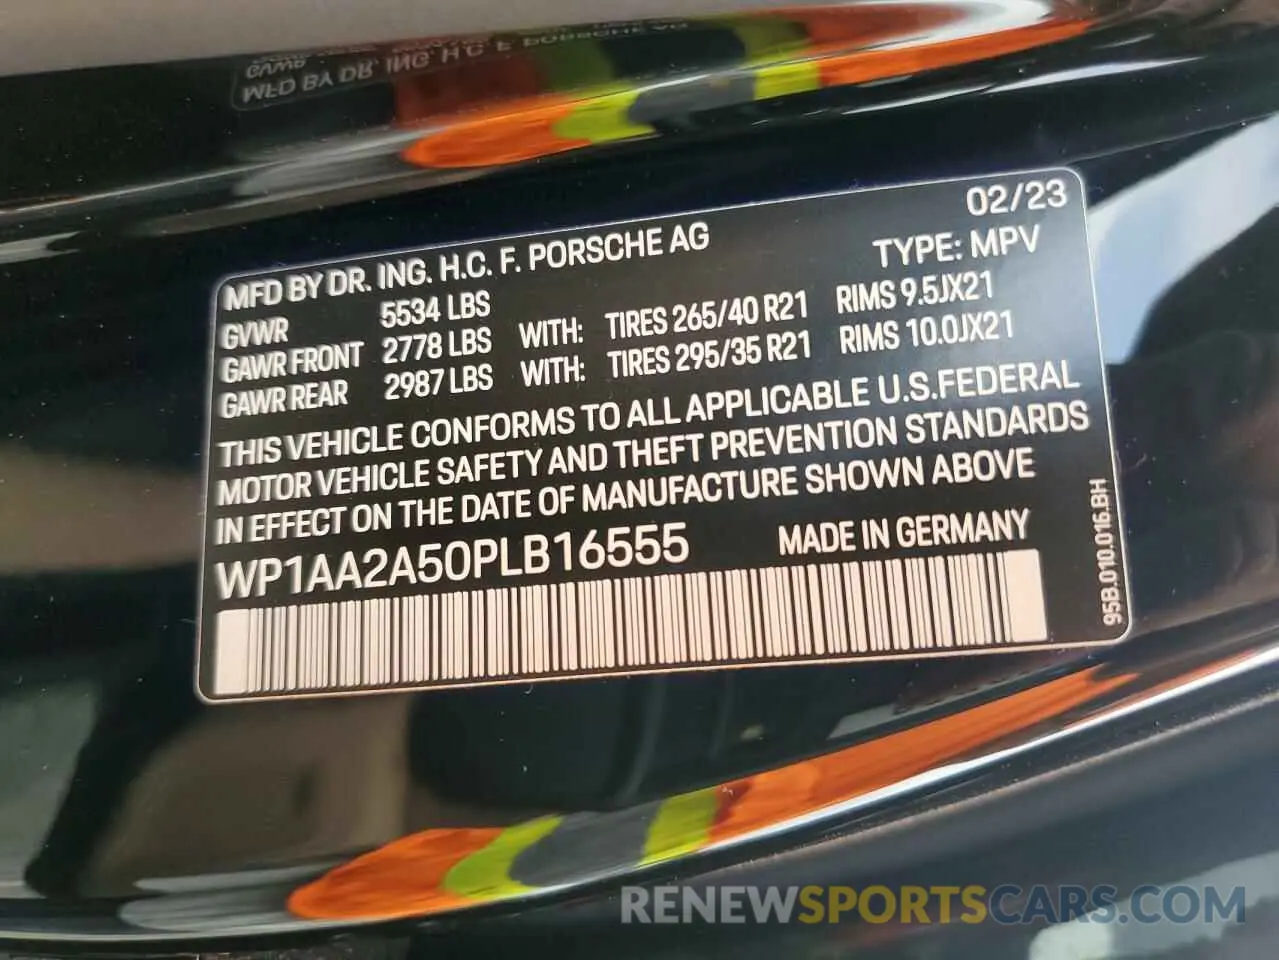 02/23
MFD BY DR. ING. H.C. F. PORSCHE AG TYPE: MPV
GVWR 5534 LBS
GAWR FRONT 2778 LBS WITH: TIRES 265/40 R21 RIMS 9.5JX21
GAWR REAR 2987 LBS WITH: TIRES 295/35 R21 RIMS 10.0JX21
THIS VEHICLE CONFORMS TO ALL APPLICABLE U.S.FEDERAL
MOTOR VEHICLE SAFETY AND THEFT PREVENTION STANDARDS
IN EFFECT ON THE DATE OF MANUFACTURE SHOWN ABOVE
WP1AA2A50PLB16555 MADE IN GERMANY
95B.010.016.BH
RENEWSPORTSCARS.COM